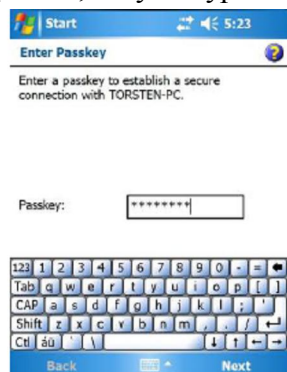 Start 5:23
Enter Passkey
Enter a passkey to establish a secure
connection with TORSTEN-PC.
Passkey: ********
123 1 2 3 4 5 6 7 8 9 0 - =
Tab q w e r t y u i o p [ ]
CAP a s d f g h j k l ; '
Shift z x c v b n m , . /
Ctl áü ` \
Back Next